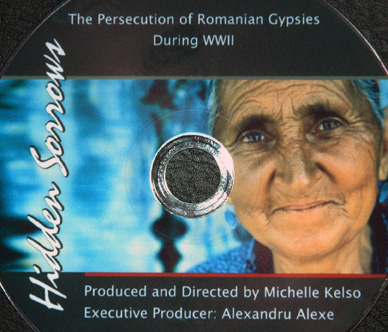 The Persecution of Romanian Gypsies
During WWII
Hidden Sorrows
Produced and Directed by Michelle Kelso
Executive Producer: Alexandru Alexe